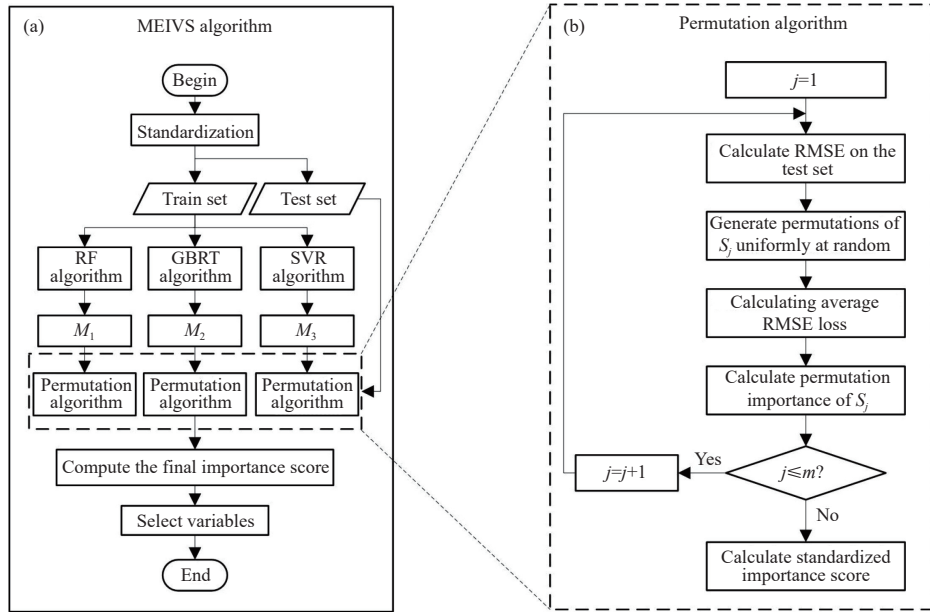 (a)
MEIVS algorithm
Begin
Standardization
Train set
Test set
RF
algorithm
GBRT
algorithm
SVR
algorithm
M1
M2
M3
Permutation
algorithm
Permutation
algorithm
Permutation
algorithm
Compute the final importance score
Select variables
End
(b)
Permutation algorithm
j=1
Calculate RMSE on the
test set
Generate permutations of
Sj uniformly at random
Calculating average
RMSE loss
Calculate permutation
importance of Sj
j⩽m?
Yes
j=j+1
No
Calculate standardized
importance score